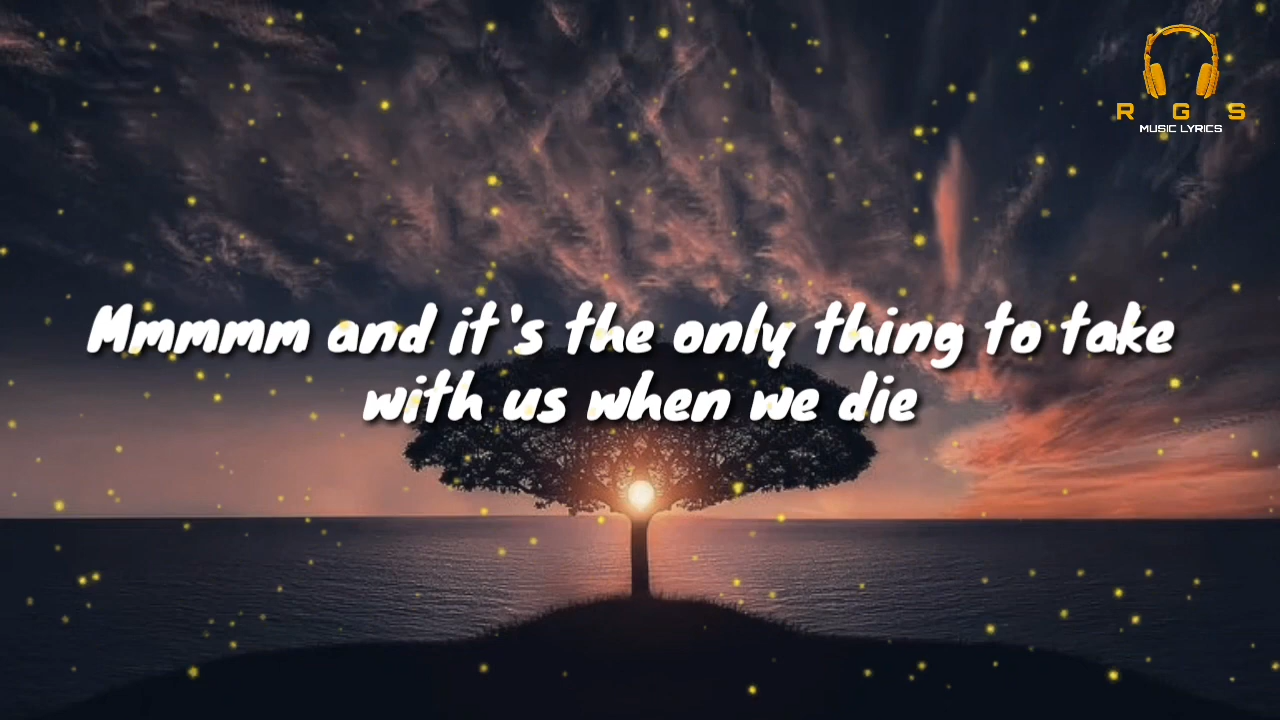 R G S
MUSIC LYRICS
Mmmmm and it's the only thing to take
with us when we die